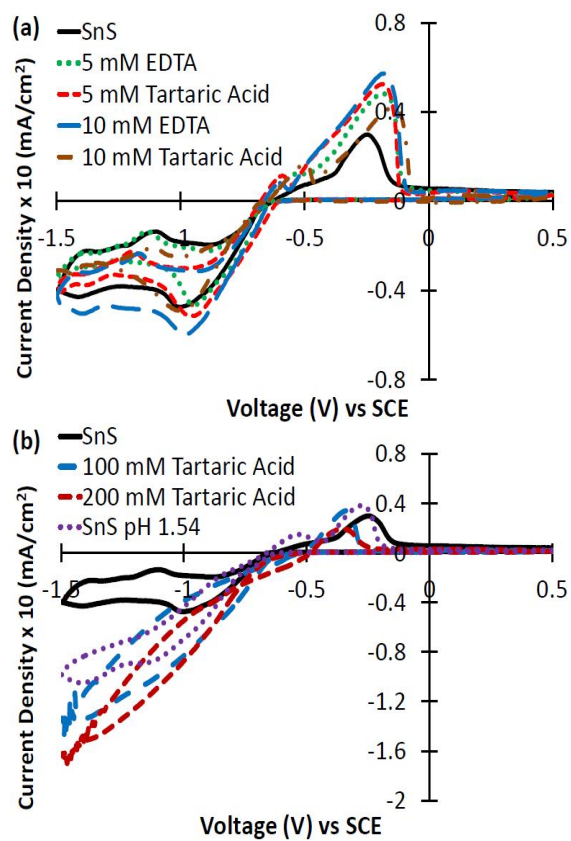 (a)
SnS
5 mM EDTA
5 mM Tartaric Acid
10 mM EDTA
10 mM Tartaric Acid
Current Density x 10 (mA/cm²)
0.8
0.4
0
-0.4
-0.8
-1.5
-1
-0.5
0
0.5
Voltage (V) vs SCE
(b)
SnS
100 mM Tartaric Acid
200 mM Tartaric Acid
SnS pH 1.54
Current Density x 10 (mA/cm²)
0.8
0.4
0
-0.4
-0.8
-1.2
-1.6
-2
-1.5
-1
-0.5
0
0.5
Voltage (V) vs SCE